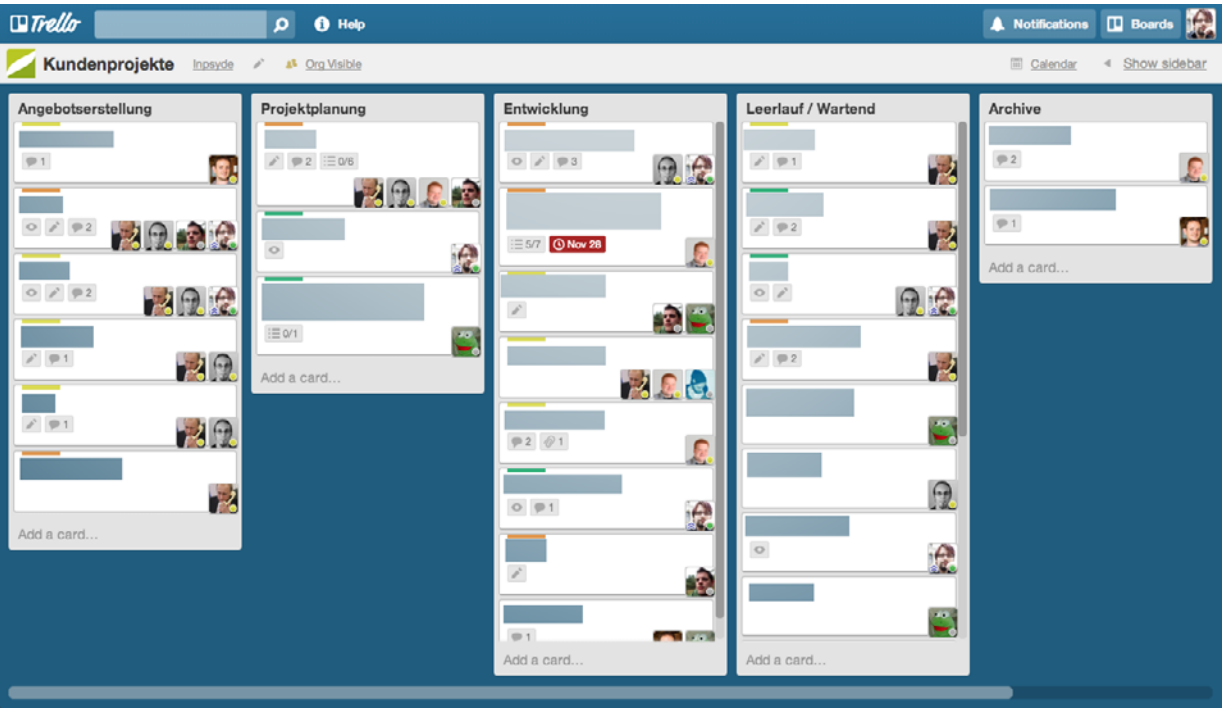 Trello
Help
Notifications
Boards
Kundenprojekte
Inpsyde
Org Visible
Calendar
Show sidebar
Angebotserstellung
1
2
2
1
1
Add a card...
Projektplanung
2 0/6
0/1
Add a card...
Entwicklung
3
5/7 Nov 28
2 1
1
1
Add a card...
Leerlauf / Wartend
1
2
2
Add a card...
Archive
2
1
Add a card...